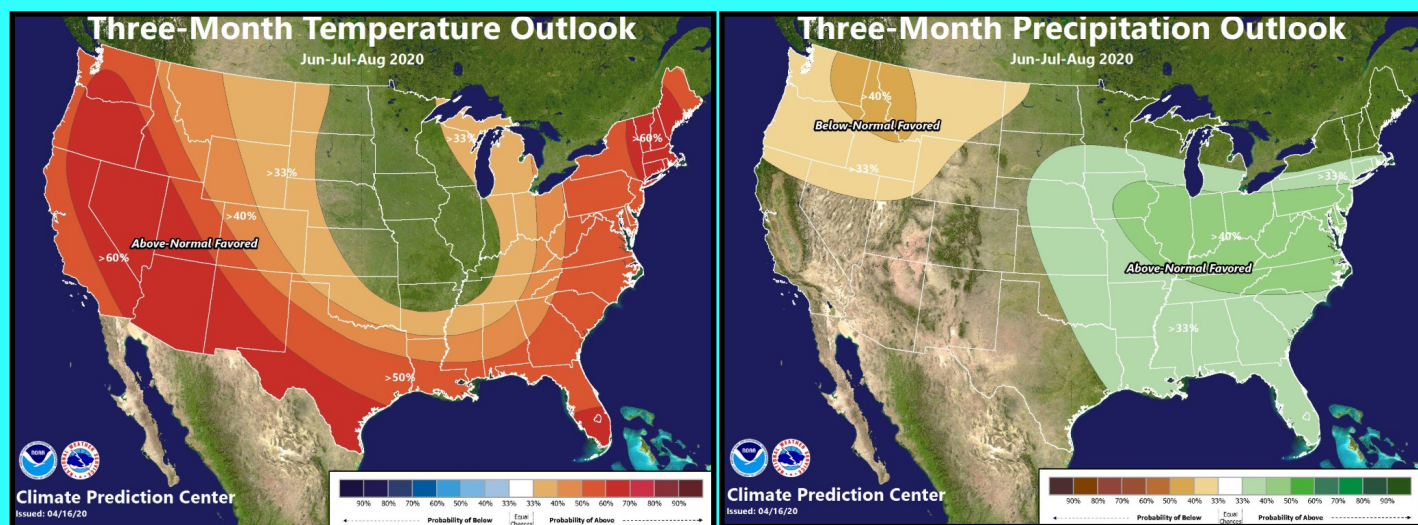 Three-Month Temperature Outlook
Jun-Jul-Aug 2020
>60%
>33%
>33%
>40%
Above-Normal Favored
>60%
>50%
NOAA
Climate Prediction Center
Issued: 04/16/20
90% 80% 70% 60% 50% 40% 33% 33% 40% 50% 60% 70% 80% 90%
Probability of Below Equal Chances Probability of Above
Three-Month Precipitation Outlook
Jun-Jul-Aug 2020
>40%
Below-Normal Favored
>33%
>33%
>40%
Above-Normal Favored
>33%
NOAA
Climate Prediction Center
Issued: 04/16/20
90% 80% 70% 60% 50% 40% 33% 33% 40% 50% 60% 70% 80% 90%
Probability of Below Equal Chances Probability of Above